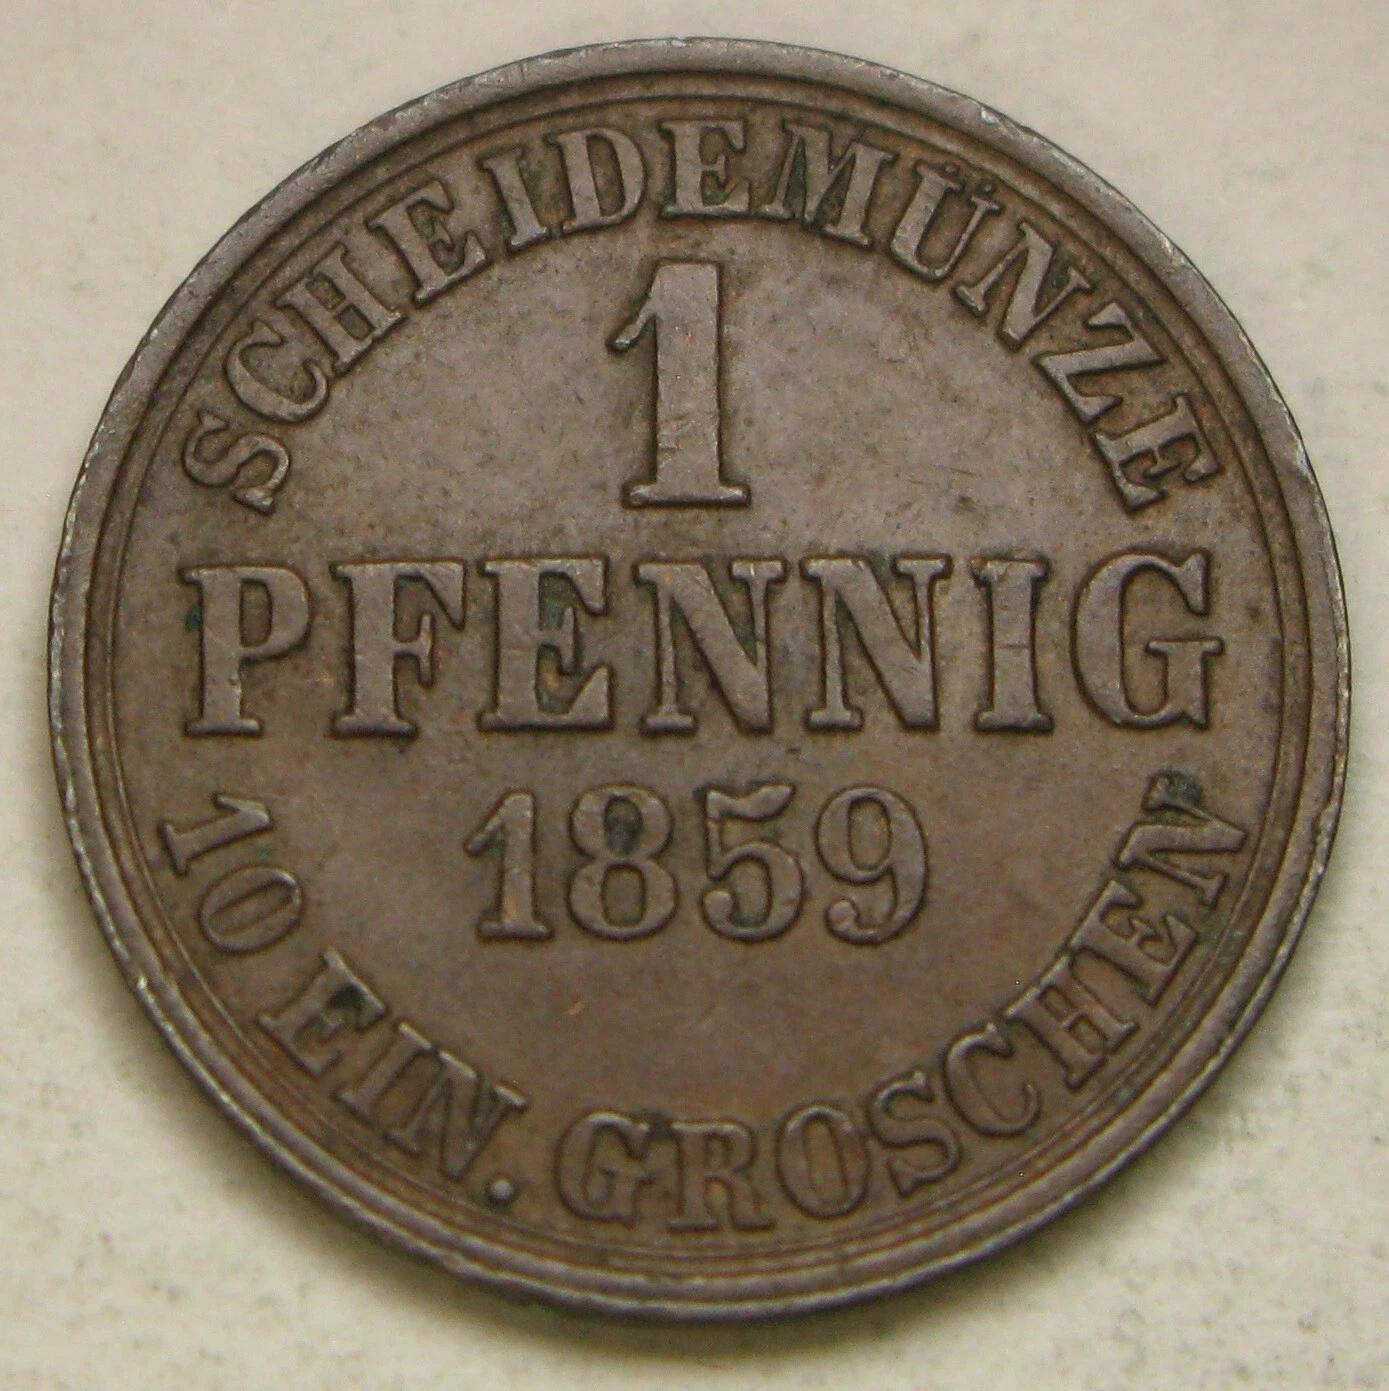 SCHEIDEMÜNZE
1
PFENNIG
1859
10 EIN. GROSCHEN